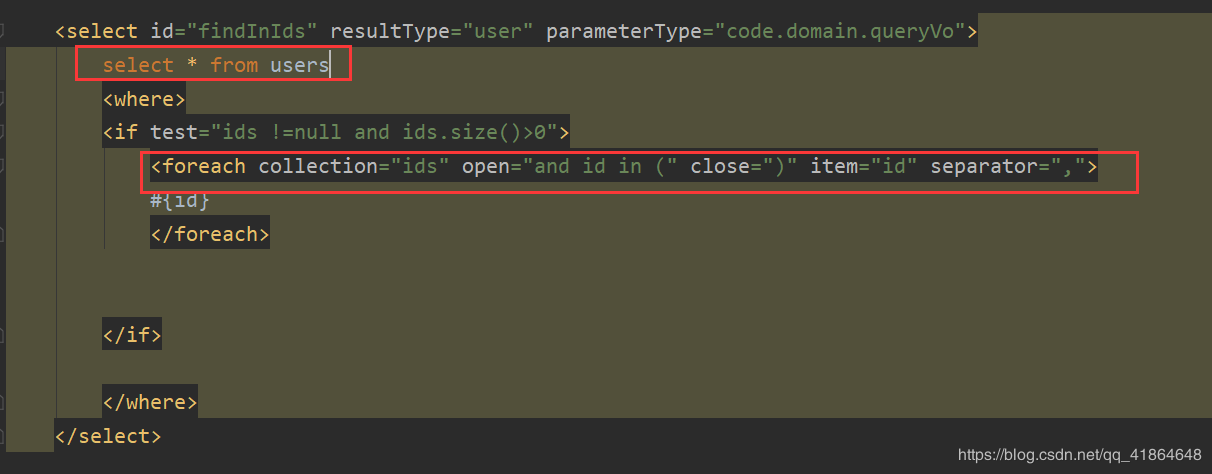 <select id="findInIds" resultType="user" parameterType="code.domain.queryVo">
select * from users
<where>
<if test="ids !=null and ids.size()>0">
<foreach collection="ids" open="and id in (" close=")" item="id" separator=",">
#{id}
</foreach>
</if>
</where>
</select>
https://blog.csdn.net/qq_41864648